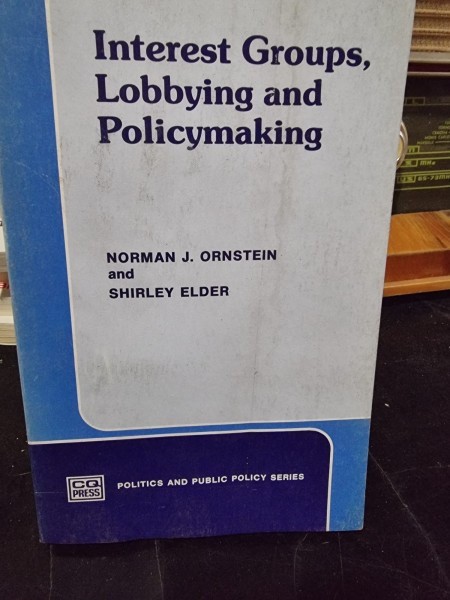 Interest Groups,
Lobbying and
Policymaking
NORMAN J. ORNSTEIN
and
SHIRLEY ELDER
CQ
PRESS
POLITICS AND PUBLIC POLICY SERIES